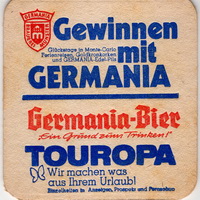 Gewinnen
mit
Glückstage in Monte-Carlo
Ferienreisen, Goldkronkorken
und GERMANIA-Edel-Pils
GERMANIA
Germania-Bier
„Ein Grund zum Trinken!"
TOUROPA
Wir machen was
aus Ihrem Urlaub!
Einzelheiten in Anzeigen, Prospekt und Fernsehen